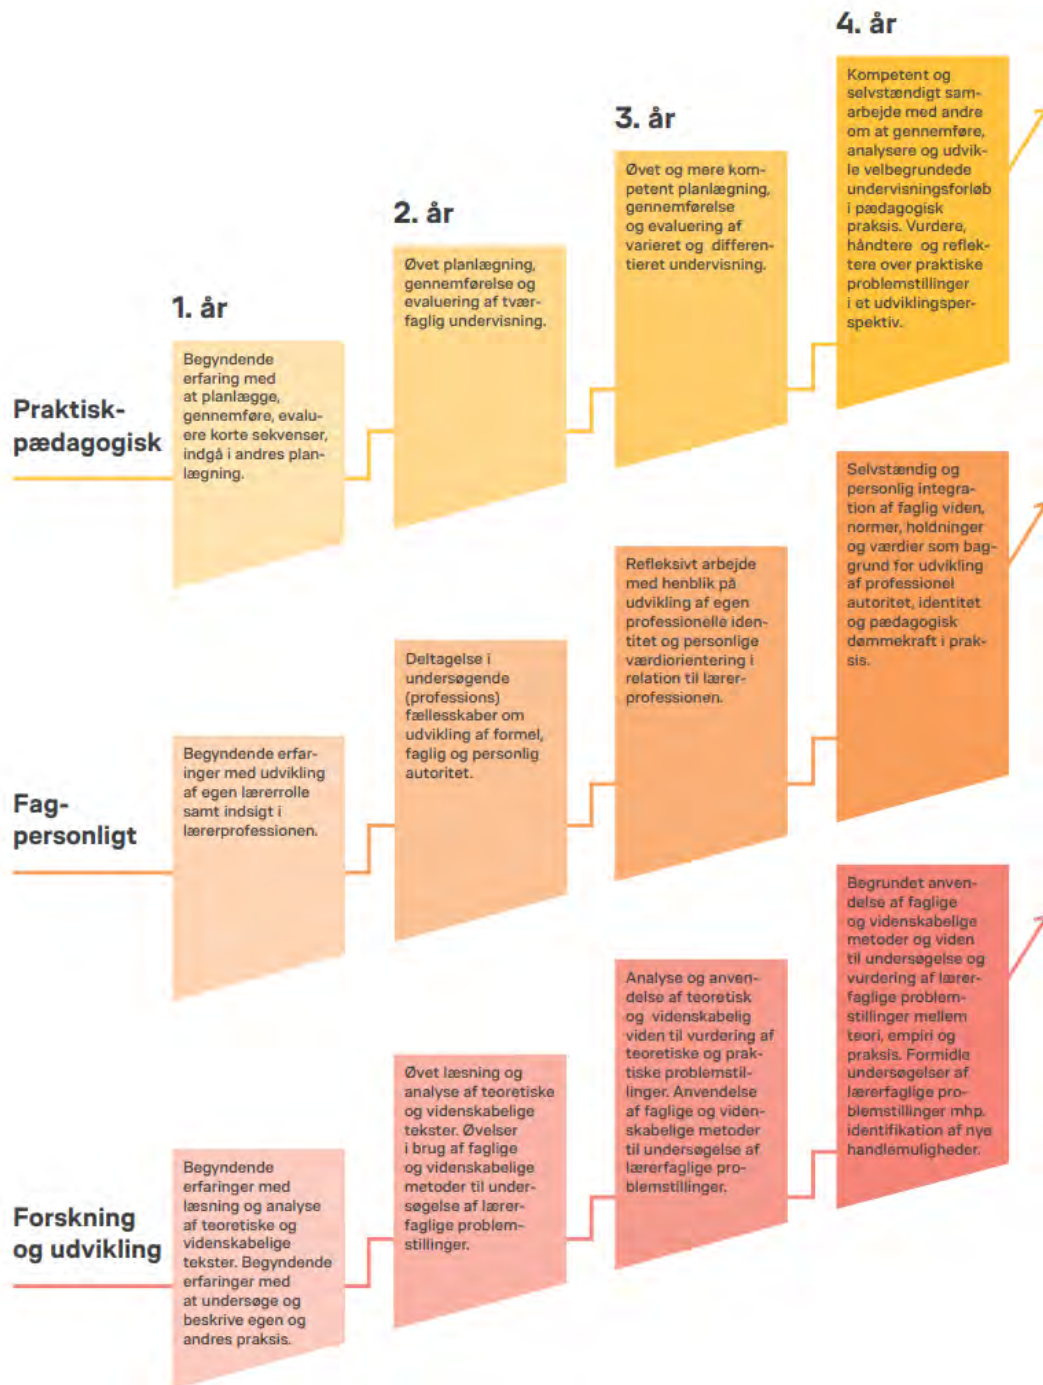 1. år
2. år
3. år
4. år
Praktisk-
pædagogisk
Begyndende
erfaring med
at planlægge,
gennemføre, evalu-
ere korte sekvenser,
indgå i andres plan-
lægning.
Øvet planlægning,
gennemførelse og
evaluering af tvær-
faglig undervisning.
Øvet og mere kom-
petent planlægning,
gennemførelse
og evaluering af
varieret og differen-
tieret undervisning.
Kompetent og
selvstændigt sam-
arbejde med andre
om at gennemføre,
analysere og udvik-
le velbegrundede
undervisningsforløb
i pædagogisk
praksis. Vurdere,
håndtere og reflek-
tere over praktiske
problemstillinger
i et udviklingsper-
spektiv.
Fag-
personligt
Begyndende erfar-
inger med udvikling
af egen lærerrolle
samt indsigt i
lærerprofessionen.
Deltagelse i
undersøgende
(professions)
fællesskaber om
udvikling af formel,
faglig og personlig
autoritet.
Refleksivt arbejde
med henblik på
udvikling af egen
professionelle iden-
titet og personlige
værdiorientering i
relation til lærer-
professionen.
Selvstændig og
personlig integra-
tion af faglig viden,
normer, holdninger
og værdier som bag-
grund for udvikling
af professionel
autoritet, identitet
og pædagogisk
dømmekraft i prak-
sis.
Forskning
og udvikling
Begyndende
erfaringer med
læsning og analyse
af teoretiske og
videnskabelige
tekster. Begyndende
erfaringer med
at undersøge og
beskrive egen og
andres praksis.
Øvet læsning og
analyse af teoretiske
og videnskabelige
tekster. Øvelser
i brug af faglige
og videnskabelige
metoder til under-
søgelse af lærer-
faglige problem-
stillinger.
Analyse og anven-
delse af teoretisk
og videnskabelig
viden til vurdering af
teoretiske og prak-
tiske problemstil-
linger. Anvendelse
af faglige og viden-
skabelige metoder
til undersøgelse af
lærerfaglige pro-
blemstillinger.
Begrundet anven-
delse af faglige
og videnskabelige
metoder og viden
til undersøgelse og
vurdering af lærer-
faglige problem-
stillinger mellem
teori, empiri og
praksis. Formidle
undersøgelser af
lærerfaglige pro-
blemstillinger mhp.
identifikation af nye
handlemuligheder.